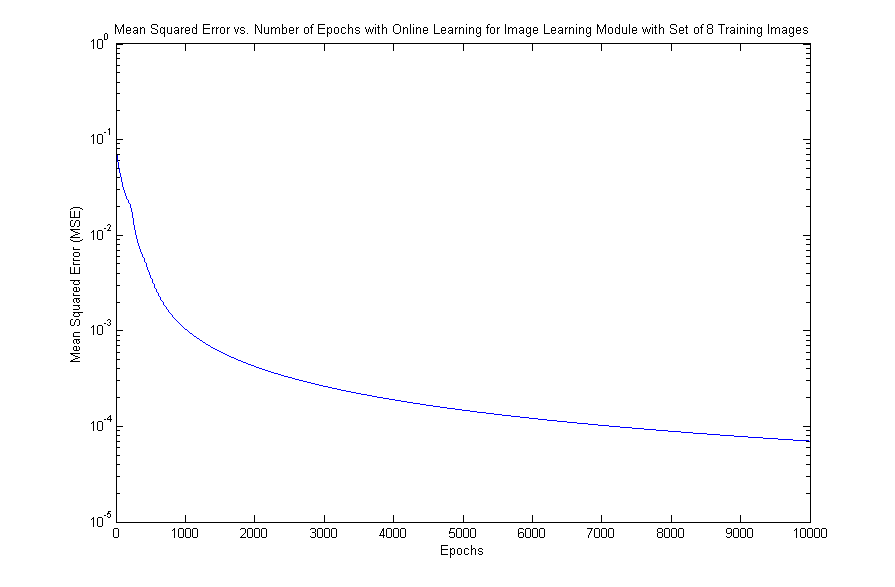 Mean Squared Error vs. Number of Epochs with Online Learning for Image Learning Module with Set of 8 Training Images
10^0
10^-1
10^-2
10^-3
10^-4
10^-5
Mean Squared Error (MSE)
0 1000 2000 3000 4000 5000 6000 7000 8000 9000 10000
Epochs